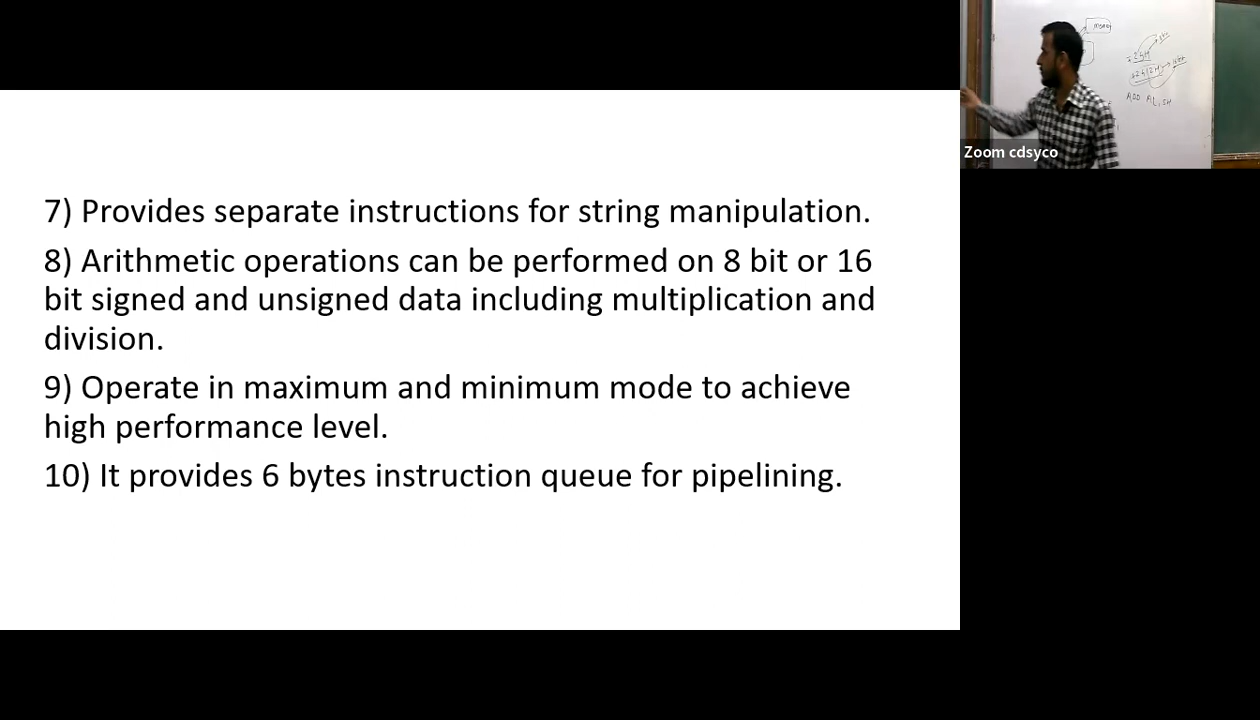 7) Provides separate instructions for string manipulation.
8) Arithmetic operations can be performed on 8 bit or 16
bit signed and unsigned data including multiplication and
division.
9) Operate in maximum and minimum mode to achieve
high performance level.
10) It provides 6 bytes instruction queue for pipelining.
Zoom cdsyco
ADD AL,